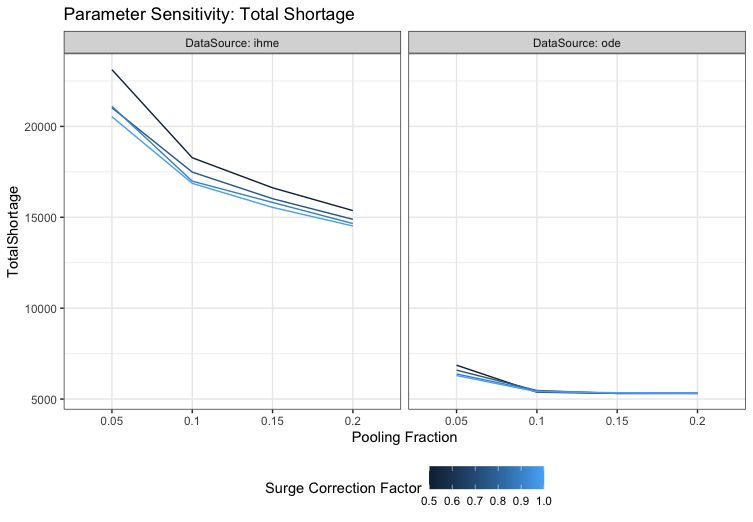 Parameter Sensitivity: Total Shortage
DataSource: ihme
DataSource: ode
TotalShortage
20000
15000
10000
5000
0.05 0.1 0.15 0.2
0.05 0.1 0.15 0.2
Pooling Fraction
Surge Correction Factor
0.5 0.6 0.7 0.8 0.9 1.0